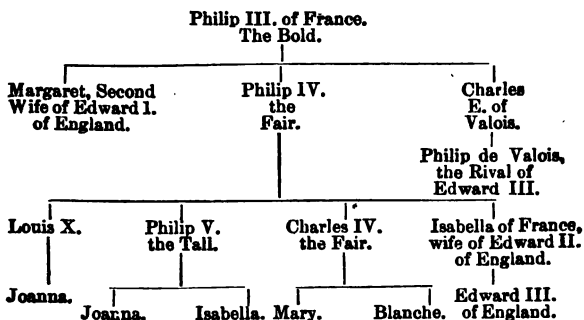 Philip III. of France.
The Bold.
Margaret, Second
Wife of Edward I.
of England.
Philip IV.
the
Fair.
Charles
E. of
Valois.
Philip de Valois,
the Rival of
Edward III.
Louis X.
Philip V.
the Tall.
Charles IV.
the Fair.
Isabella of France,
wife of Edward II.
of England.
Joanna.
Joanna.
Isabella.
Mary.
Blanche.
Edward III.
of England.